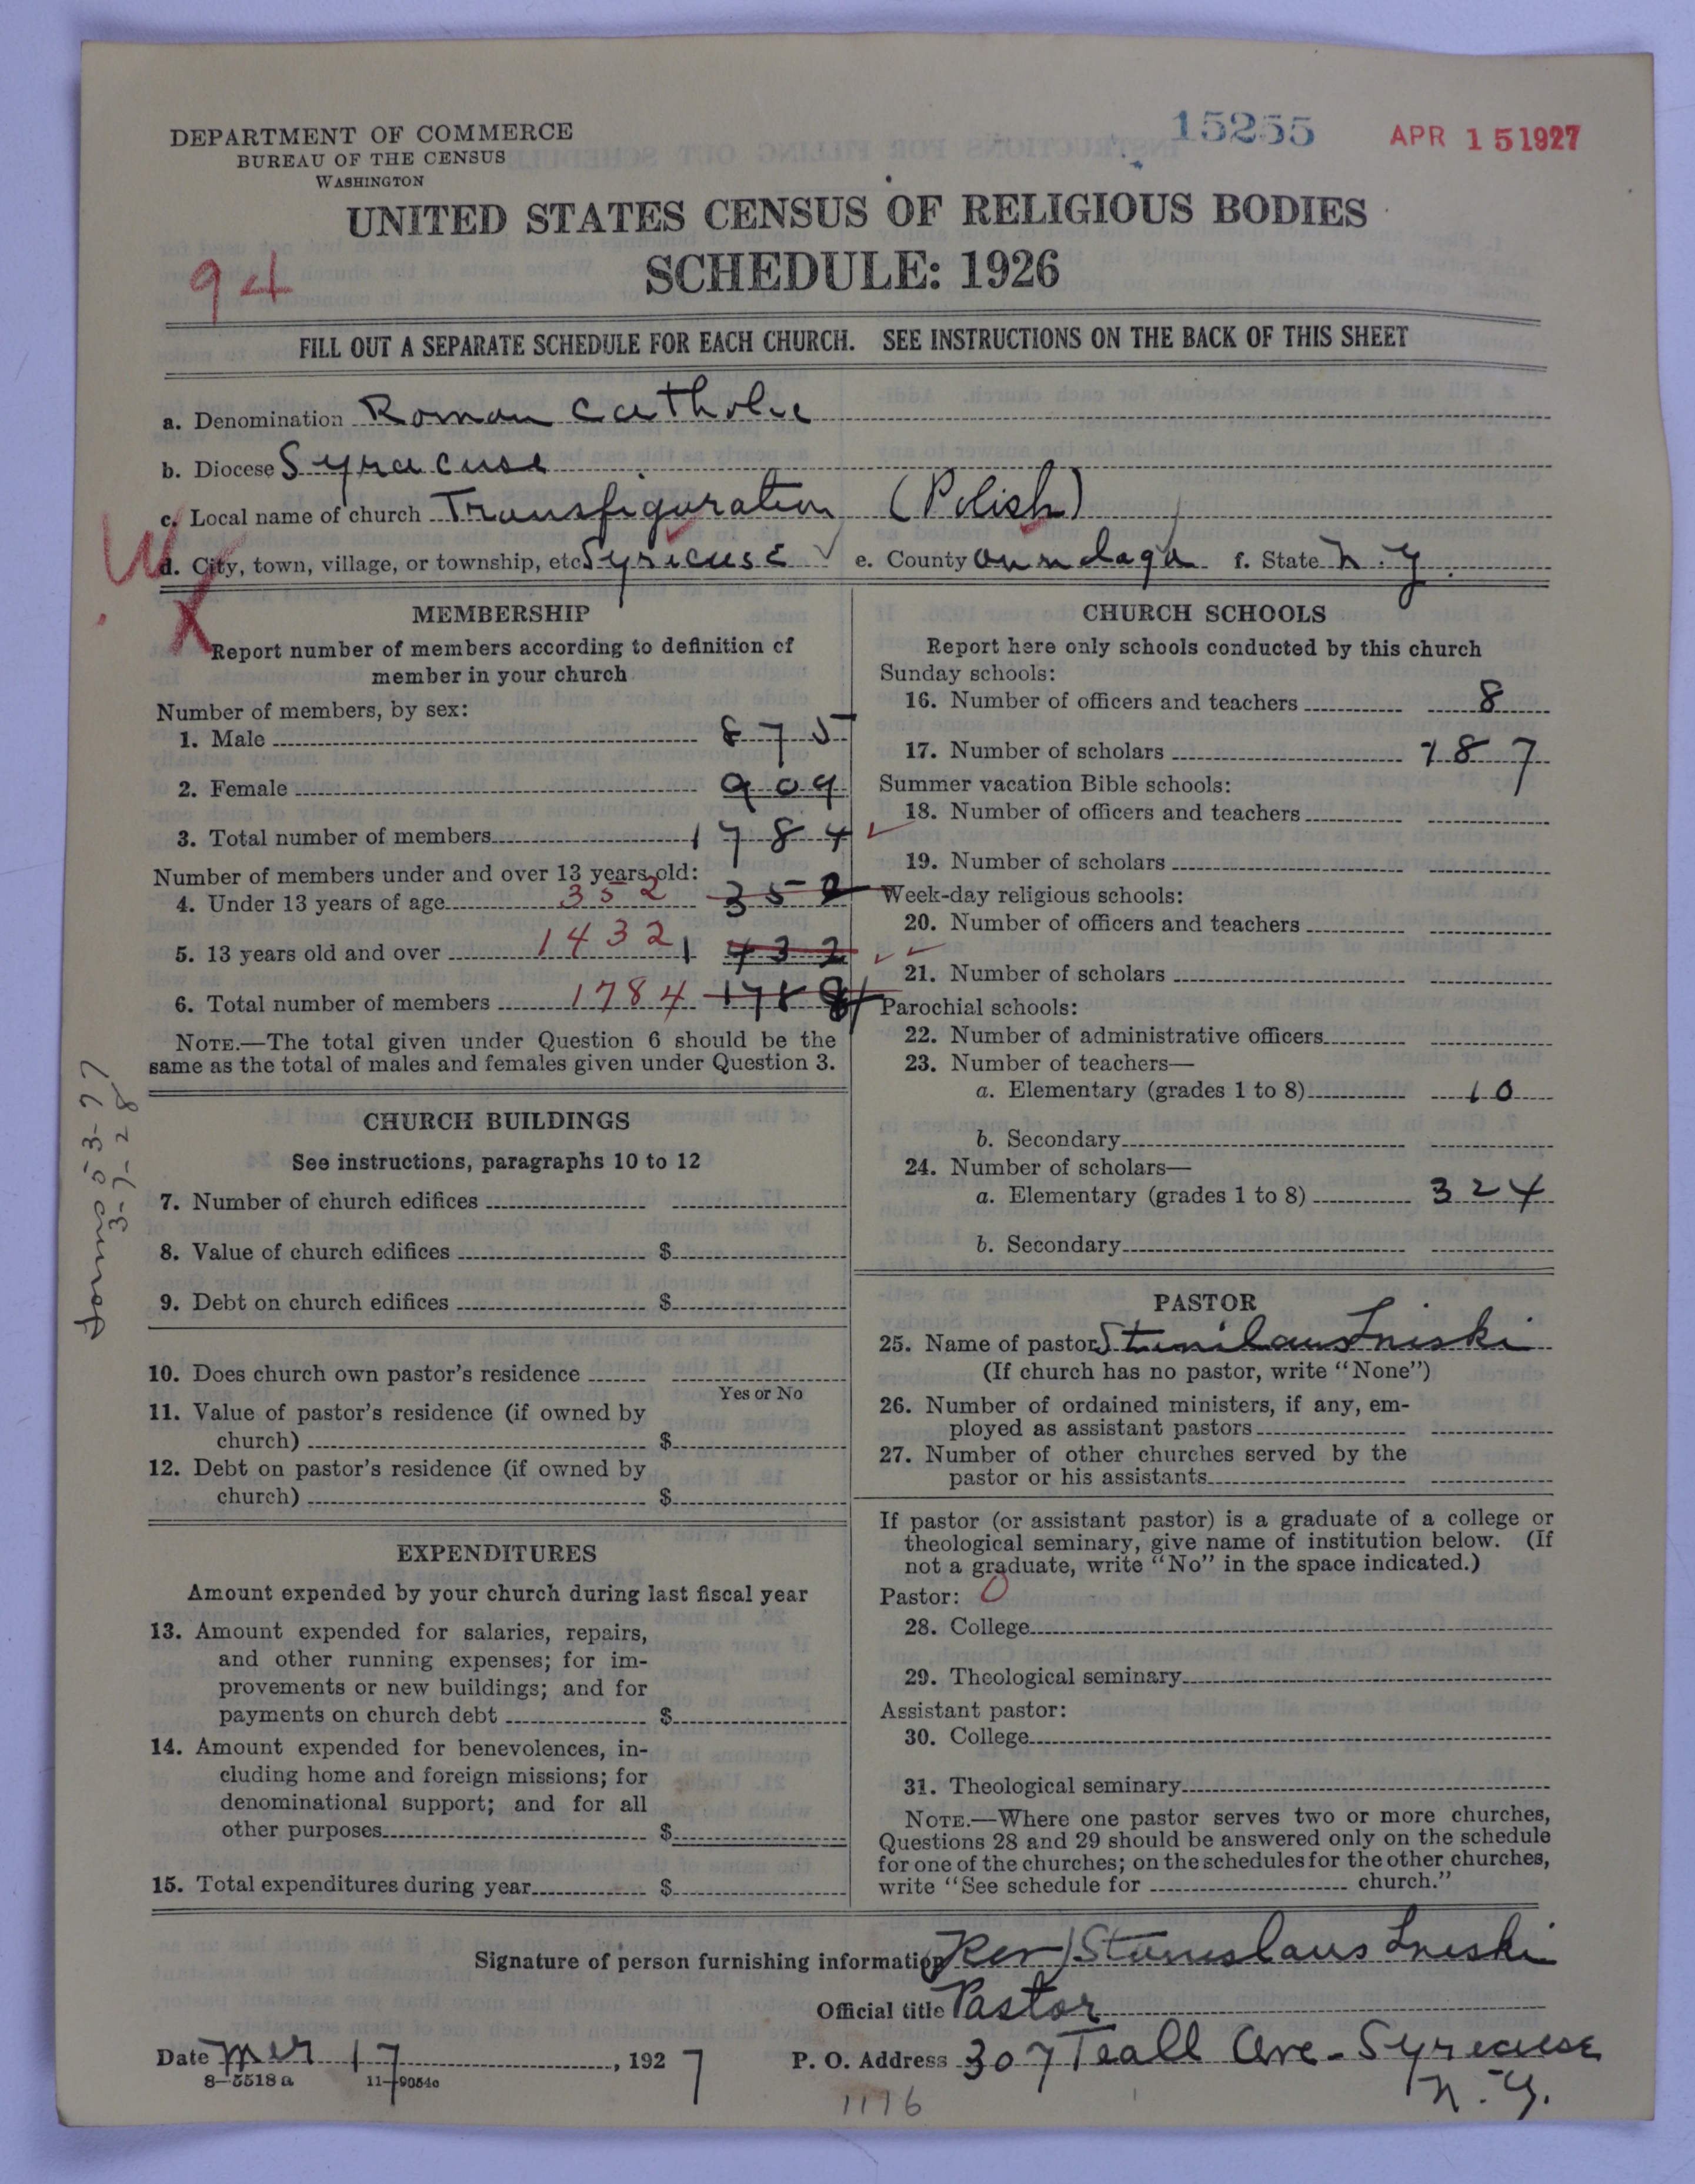 15255 APR 15 1927
DEPARTMENT OF COMMERCE
BUREAU OF THE CENSUS
WASHINGTON
UNITED STATES CENSUS OF RELIGIOUS BODIES
SCHEDULE: 1926
94
FILL OUT A SEPARATE SCHEDULE FOR EACH CHURCH. SEE INSTRUCTIONS ON THE BACK OF THIS SHEET
a. Denomination Roman Catholic
b. Diocese Syracuse
c. Local name of church Transfiguration (Polish)
d. City, town, village, or township, etc. Syracuse e. County Onondaga f. State N.Y.
MEMBERSHIP
Report number of members according to definition of
member in your church
Number of members, by sex:
1. Male 875
2. Female 909
3. Total number of members 1784
Number of members under and over 13 years old:
4. Under 13 years of age 352 352
5. 13 years old and over 1432 1432
6. Total number of members 1784 1784
NOTE.—The total given under Question 6 should be the
same as the total of males and females given under Question 3.
CHURCH BUILDINGS
See instructions, paragraphs 10 to 12
7. Number of church edifices
8. Value of church edifices $
9. Debt on church edifices $
10. Does church own pastor's residence
Yes or No
11. Value of pastor's residence (if owned by
church) $
12. Debt on pastor's residence (if owned by
church) $
EXPENDITURES
Amount expended by your church during last fiscal year
13. Amount expended for salaries, repairs,
and other running expenses; for im-
provements or new buildings; and for
payments on church debt $
14. Amount expended for benevolences, in-
cluding home and foreign missions; for
denominational support; and for all
other purposes $
15. Total expenditures during year $
CHURCH SCHOOLS
Report here only schools conducted by this church
Sunday schools:
16. Number of officers and teachers 8
17. Number of scholars 187
Summer vacation Bible schools:
18. Number of officers and teachers
19. Number of scholars
Week-day religious schools:
20. Number of officers and teachers
21. Number of scholars
Parochial schools:
22. Number of administrative officers
23. Number of teachers—
a. Elementary (grades 1 to 8) 10
b. Secondary
24. Number of scholars—
a. Elementary (grades 1 to 8) 324
b. Secondary
PASTOR
25. Name of pastor Stanilaus
(If church has no pastor, write "None")
26. Number of ordained ministers, if any, em-
ployed as assistant pastors
27. Number of other churches served by the
pastor or his assistants
If pastor (or assistant pastor) is a graduate of a college or
theological seminary, give name of institution below. (If
not a graduate, write "No" in the space indicated.)
Pastor:
28. College
29. Theological seminary
Assistant pastor:
30. College
31. Theological seminary
NOTE.—Where one pastor serves two or more churches,
Questions 28 and 29 should be answered only on the schedule
for one of the churches; on the schedules for the other churches,
write "See schedule for church."
Signature of person furnishing information (Rev) Stanislaus
Official title Pastor
Date Mar 17, 1927 P. O. Address 307 Teall Ave - Syracuse
N.Y.
8-5518 a 11-9054c
1176